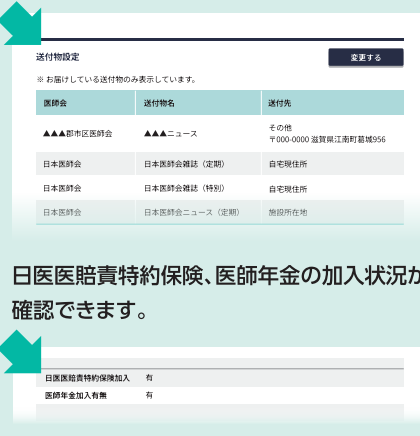 送付物設定
変更する
※ お届けしている送付物のみ表示しています。
医師会 送付物名 送付先
▲▲▲郡市区医師会 ▲▲▲ニュース その他
〒000-0000 滋賀県江南町葛城956
日本医師会 日本医師会雑誌（定期） 自宅現住所
日本医師会 日本医師会雑誌（特別） 自宅現住所
日本医師会 日本医師会ニュース（定期） 施設所在地
日医医賠責特約保険、医師年金の加入状況が
確認できます。
日医医賠責特約保険加入 有
医師年金加入有無 有